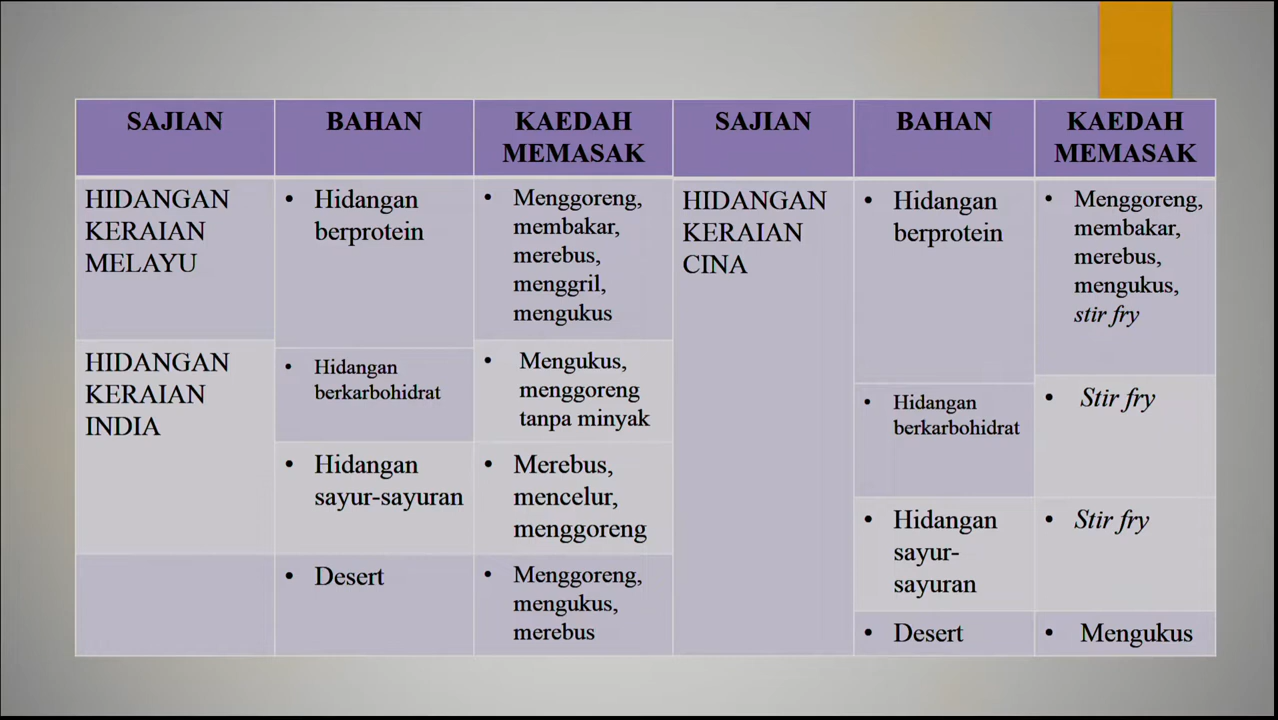 SAJIAN
BAHAN
KAEDAH
MEMASAK
SAJIAN
BAHAN
KAEDAH
MEMASAK
HIDANGAN
KERAIAN
MELAYU
• Hidangan
berprotein
• Menggoreng,
membakar,
merebus,
menggril,
mengukus
HIDANGAN
KERAIAN
CINA
• Hidangan
berprotein
• Menggoreng,
membakar,
merebus,
mengukus,
stir fry
HIDANGAN
KERAIAN
INDIA
• Hidangan
berkarbohidrat
• Mengukus,
menggoreng
tanpa minyak
• Hidangan
berkarbohidrat
• Stir fry
• Hidangan
sayur-sayuran
• Merebus,
mencelur,
menggoreng
• Hidangan
sayur-
sayuran
• Stir fry
• Desert
• Menggoreng,
mengukus,
merebus
• Desert
• Mengukus